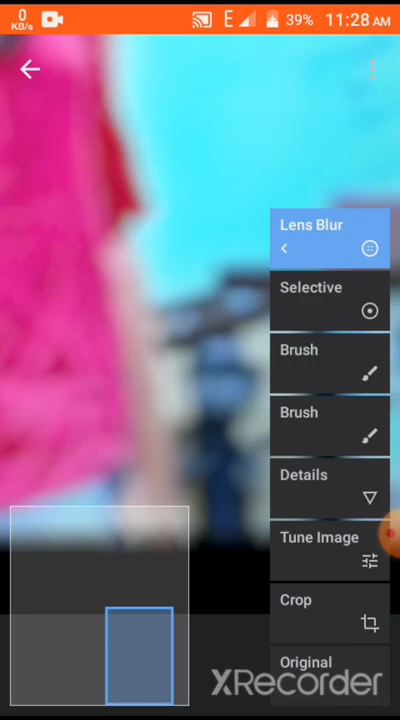 0
KB/s
E
39%
11:28 AM
Lens Blur
Selective
Brush
Brush
Details
Tune Image
Crop
Original
XRecorder